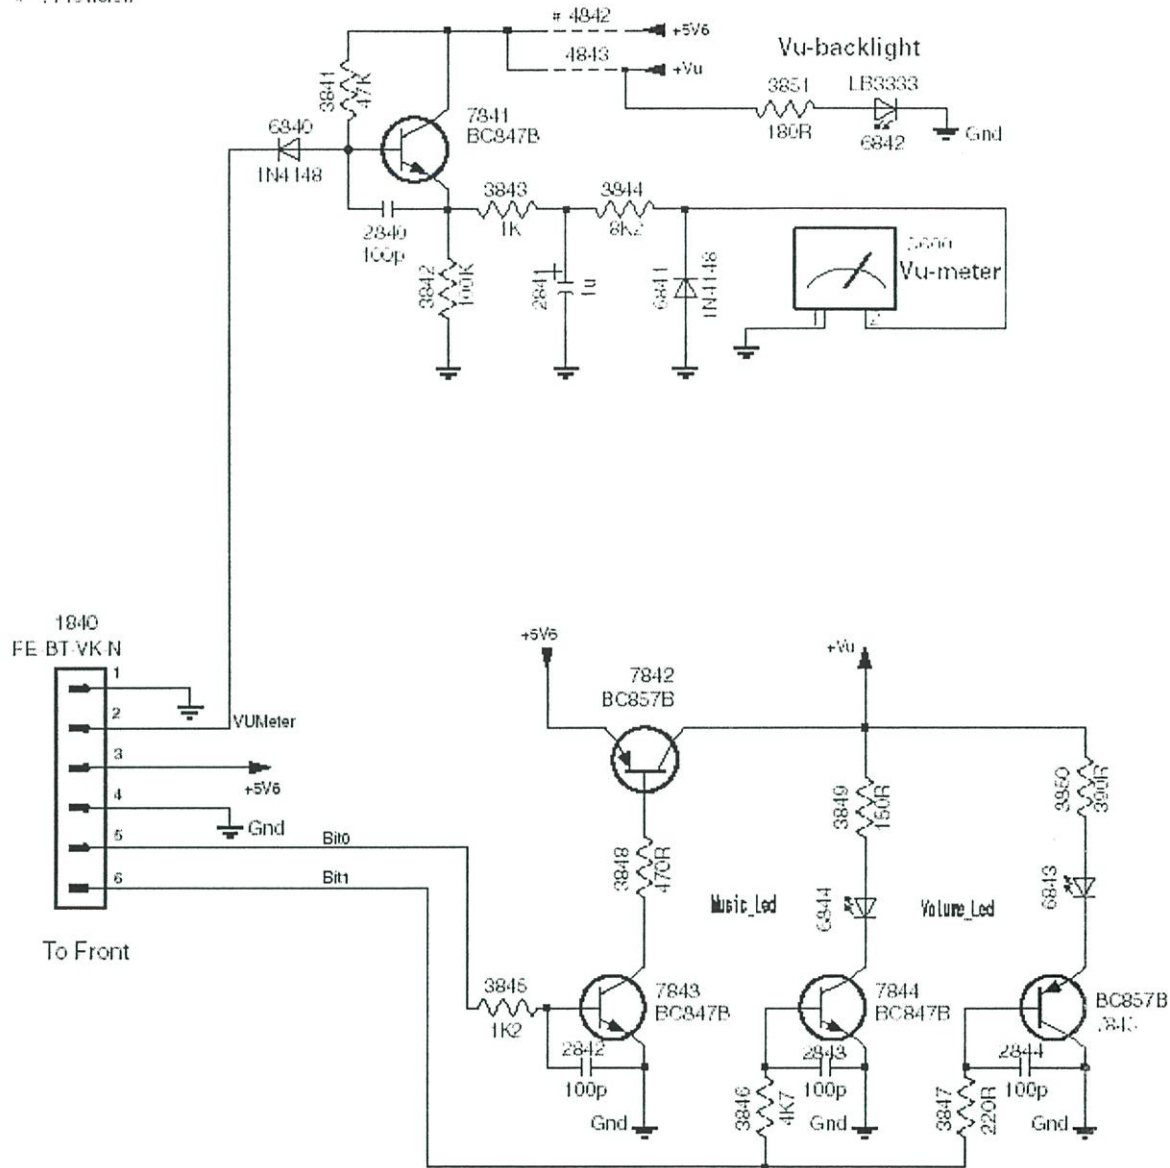 # 4842
+5V6
4843
+Vu
Vu-backlight
3851
LB3333
180R
6842
Gnd
3841
47K
7841
BC847B
6840
1N4148
3843
1K
3844
8K2
2840
100p
3842
100K
2841
+
1u
6841
1N4148
Vu-meter
1
2
1840
FE-BT-VK-N
1
2
VUMeter
3
+5V6
4
Gnd
5
Bit0
6
Bit1
To Front
+5V6
7842
BC857B
+Vu
3848
470R
3849
150R
3850
390R
Music_Led
6844
Volume_Led
6843
3845
1K2
7843
BC847B
2842
100p
Gnd
7844
BC847B
2843
100p
3846
4K7
Gnd
BC857B
2844
100p
3847
220R
Gnd